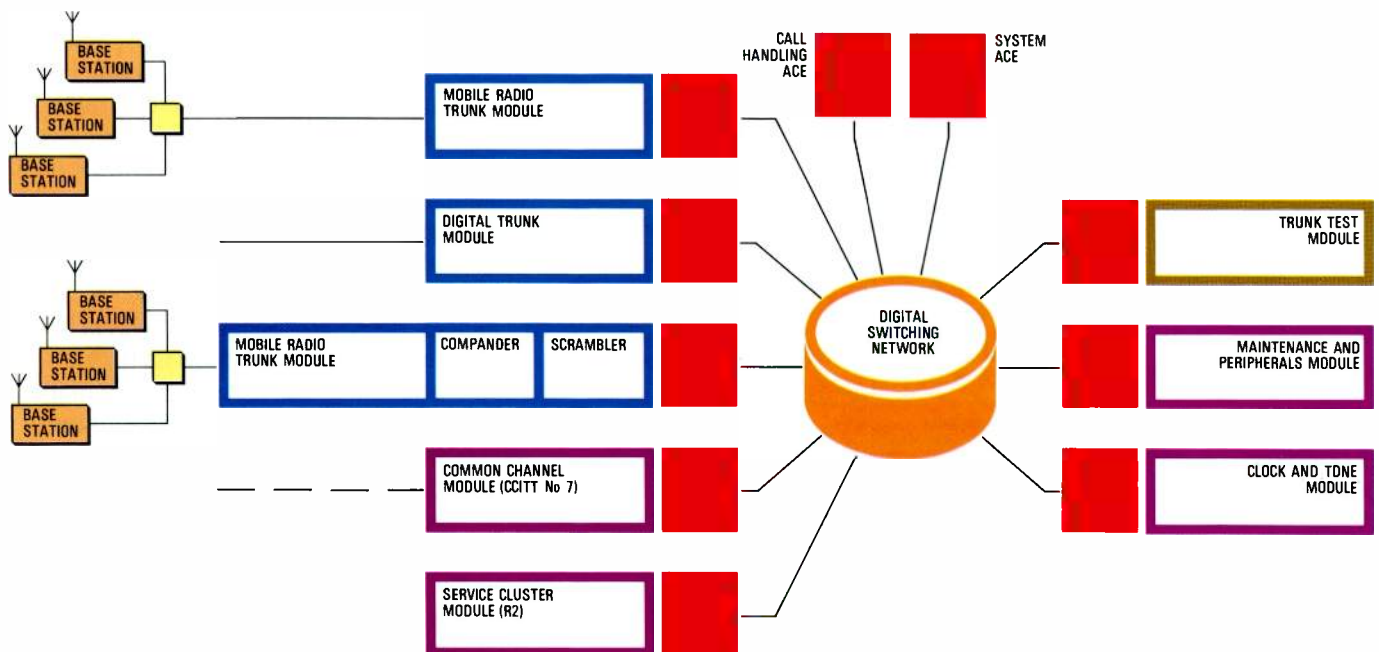 BASE
STATION
BASE
STATION
BASE
STATION
MOBILE RADIO
TRUNK MODULE
CALL
HANDLING
ACE
SYSTEM
ACE
DIGITAL TRUNK
MODULE
TRUNK TEST
MODULE
BASE
STATION
BASE
STATION
BASE
STATION
MOBILE RADIO
TRUNK MODULE
COMPANDER
SCRAMBLER
DIGITAL
SWITCHING
NETWORK
MAINTENANCE AND
PERIPHERALS MODULE
COMMON CHANNEL
MODULE (CCITT No 7)
CLOCK AND TONE
MODULE
SERVICE CLUSTER
MODULE (R2)